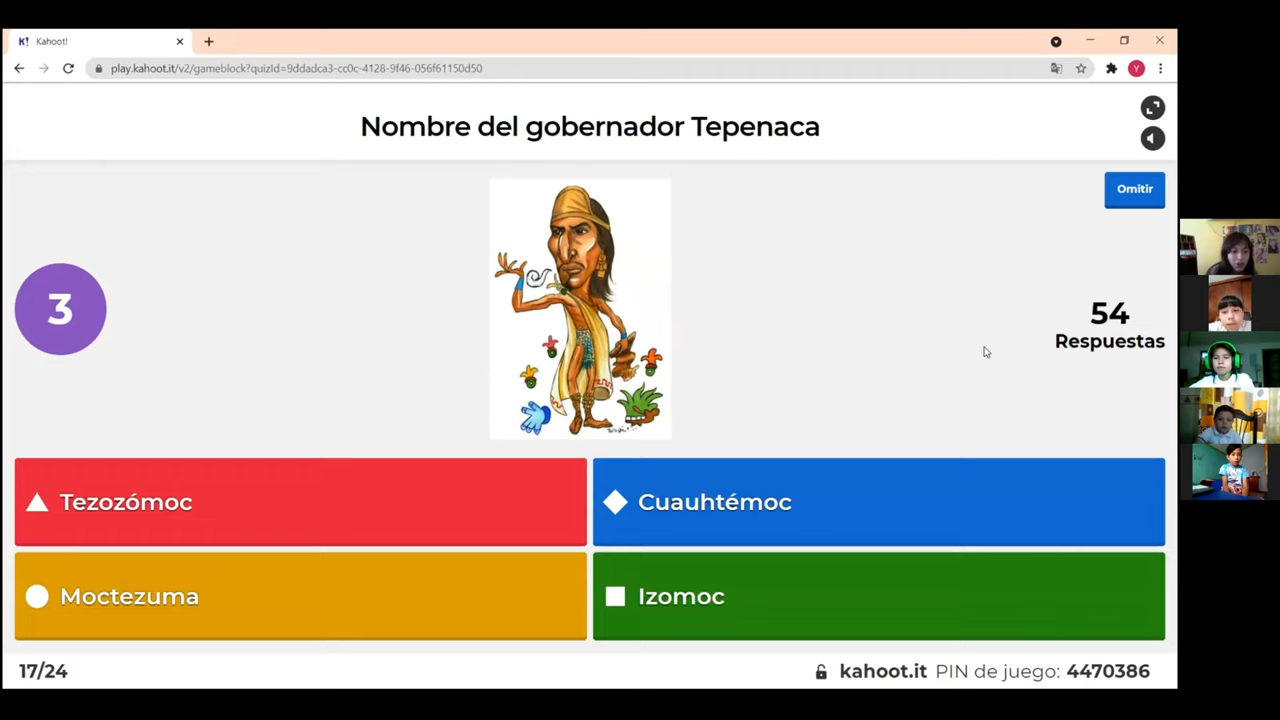 K! Kahoot!
play.kahoot.it/v2/gameblock?quizId=9ddadca3-cc0c-4128-9f46-056f61150d50
Y
Nombre del gobernador Tepenaca
Omitir
3
54
Respuestas
Tezozómoc
Cuauhtémoc
Moctezuma
Izomoc
17/24
kahoot.it PIN de juego: 4470386